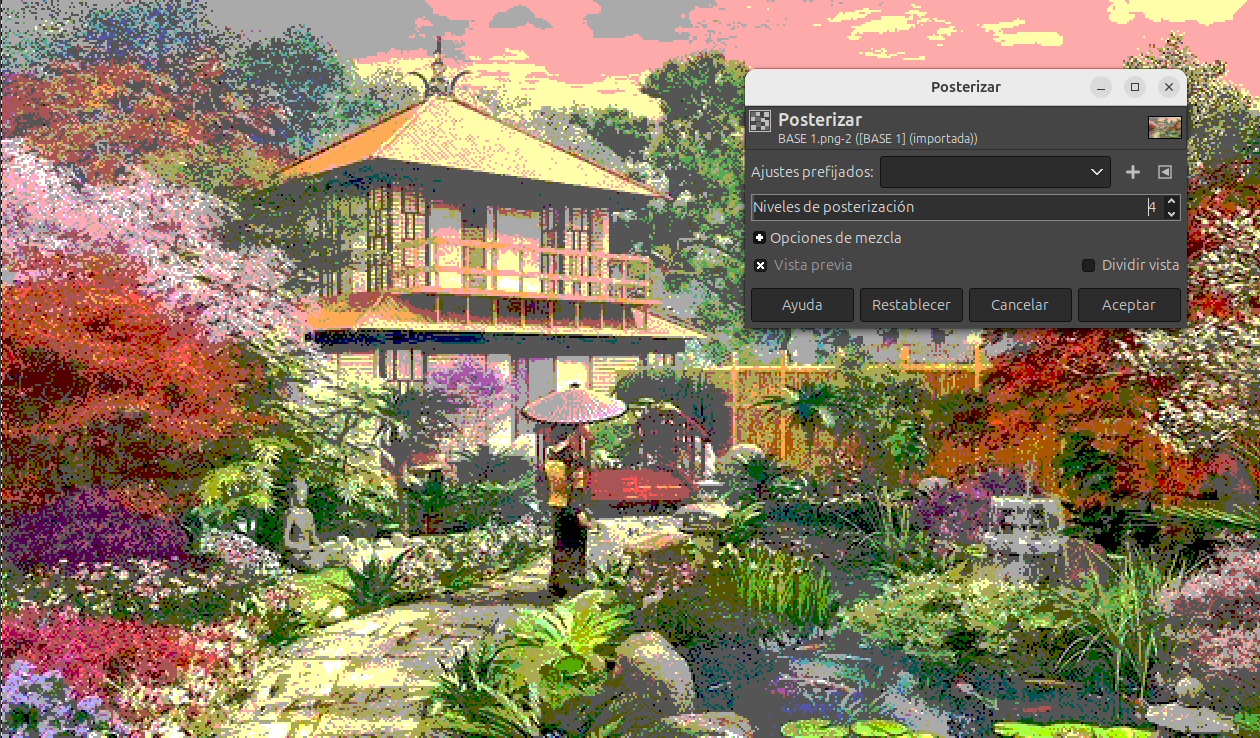 Posterizar
Posterizar
BASE 1.png-2 ([BASE 1] (importada))
Ajustes prefijados:
Niveles de posterización 4
Opciones de mezcla
Vista previa Dividir vista
Ayuda Restablecer Cancelar Aceptar